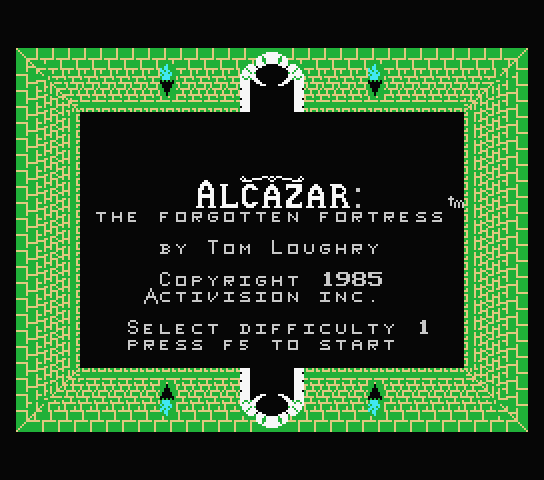 ALCAZAR: tm
THE FORGOTTEN FORTRESS
BY TOM LOUGHRY
COPYRIGHT 1985
ACTIVISION INC.
SELECT DIFFICULTY 1
PRESS F5 TO START